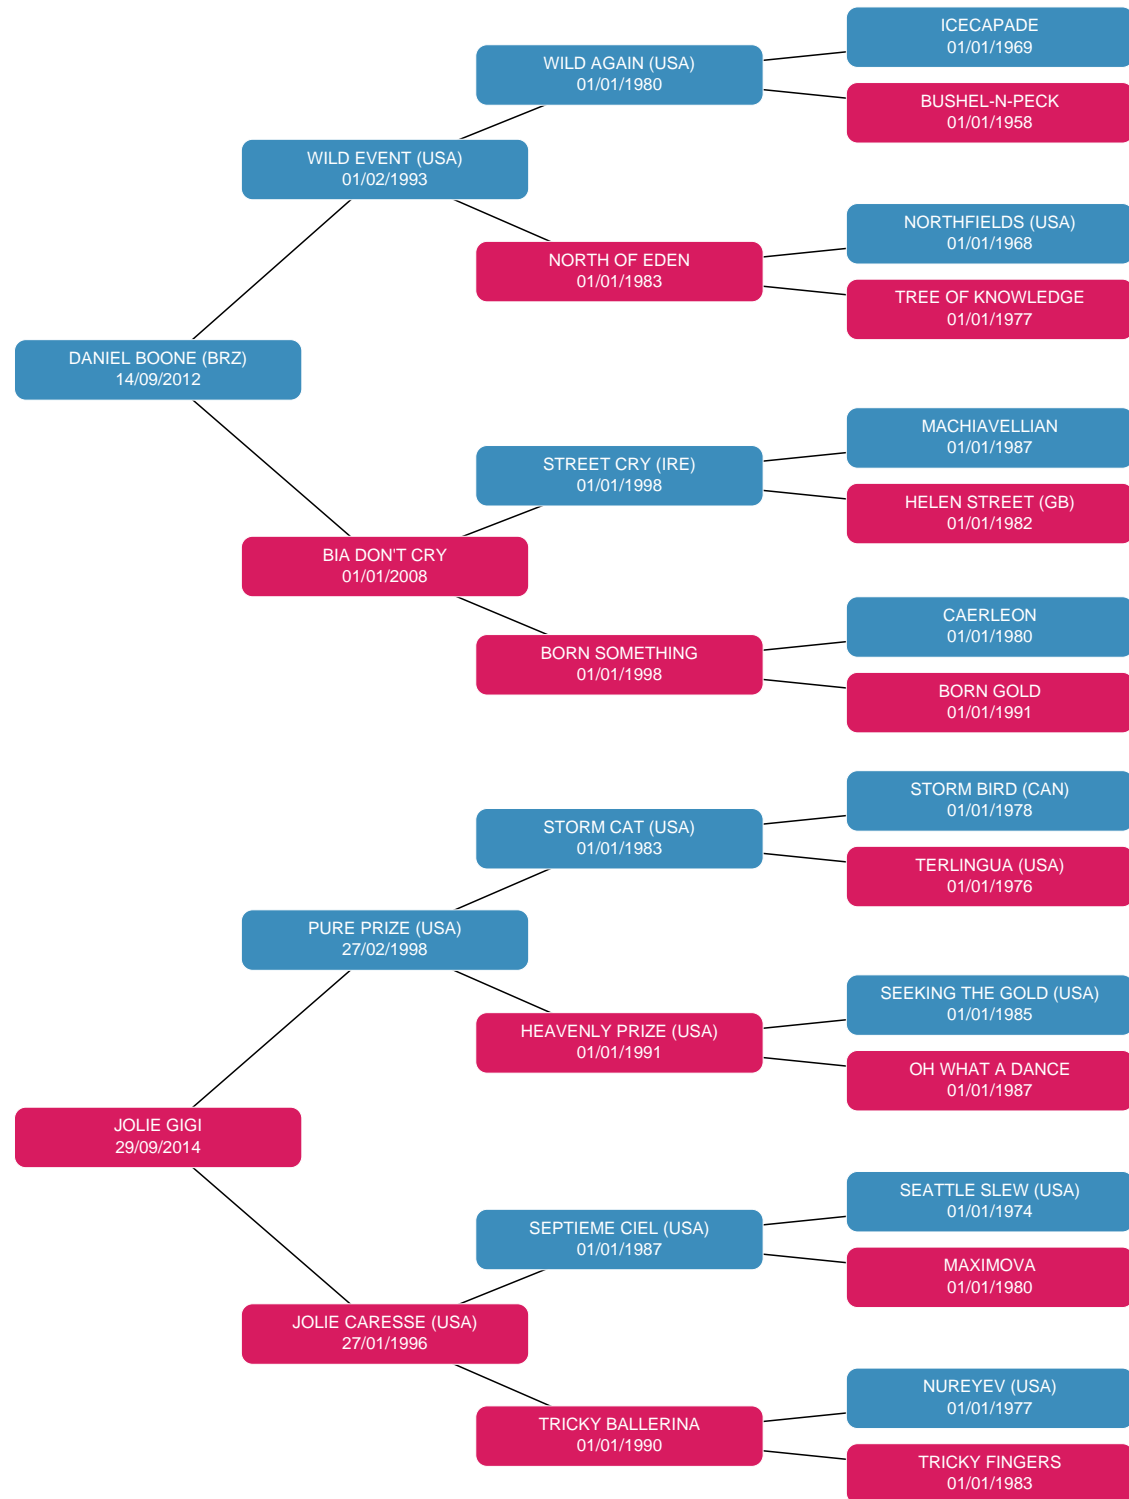 ICECAPADE
01/01/1969
WILD AGAIN (USA)
01/01/1980
BUSHEL-N-PECK
01/01/1958
WILD EVENT (USA)
01/02/1993
NORTHFIELDS (USA)
01/01/1968
NORTH OF EDEN
01/01/1983
TREE OF KNOWLEDGE
01/01/1977
DANIEL BOONE (BRZ)
14/09/2012
MACHIAVELLIAN
01/01/1987
STREET CRY (IRE)
01/01/1998
HELEN STREET (GB)
01/01/1982
BIA DON'T CRY
01/01/2008
CAERLEON
01/01/1980
BORN SOMETHING
01/01/1998
BORN GOLD
01/01/1991
STORM BIRD (CAN)
01/01/1978
STORM CAT (USA)
01/01/1983
TERLINGUA (USA)
01/01/1976
PURE PRIZE (USA)
27/02/1998
SEEKING THE GOLD (USA)
01/01/1985
HEAVENLY PRIZE (USA)
01/01/1991
OH WHAT A DANCE
01/01/1987
JOLIE GIGI
29/09/2014
SEATTLE SLEW (USA)
01/01/1974
SEPTIEME CIEL (USA)
01/01/1987
MAXIMOVA
01/01/1980
JOLIE CARESSE (USA)
27/01/1996
NUREYEV (USA)
01/01/1977
TRICKY BALLERINA
01/01/1990
TRICKY FINGERS
01/01/1983